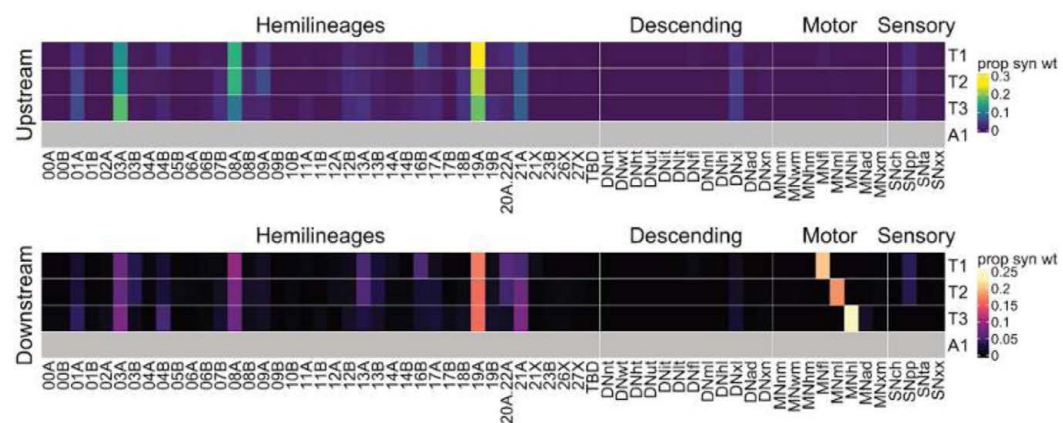 Hemilineages Descending Motor Sensory
Upstream
T1
T2
T3
A1
prop syn wt
0.3
0.2
0.1
0
00A 00B 01A 01B 02A 03A 03B 04A 04B 05B 06A 06B 07B 08A 08B 09A 09B 10B 11A 11B 12A 12B 13A 13B 14A 14B 16B 17A 17B 18B 19A 19B 20A.22A 21A 21X 23B 26X 27X TBD DNnt DNwt DNht DNut DNit DNlt DNfl DNml DNhl DNxl DNad DNxn MNnm MNwm MNhm MNfl MNml MNhl MNad MNxm SNch SNpp SNta SNxx
Hemilineages Descending Motor Sensory
Downstream
T1
T2
T3
A1
prop syn wt
0.25
0.2
0.15
0.1
0.05
0
00A 00B 01A 01B 02A 03A 03B 04A 04B 05B 06A 06B 07B 08A 08B 09A 09B 10B 11A 11B 12A 12B 13A 13B 14A 14B 16B 17A 17B 18B 19A 19B 20A.22A 21A 21X 23B 26X 27X TBD DNnt DNwt DNht DNut DNit DNlt DNfl DNml DNhl DNxl DNad DNxn MNnm MNwm MNhm MNfl MNml MNhl MNad MNxm SNch SNpp SNta SNxx